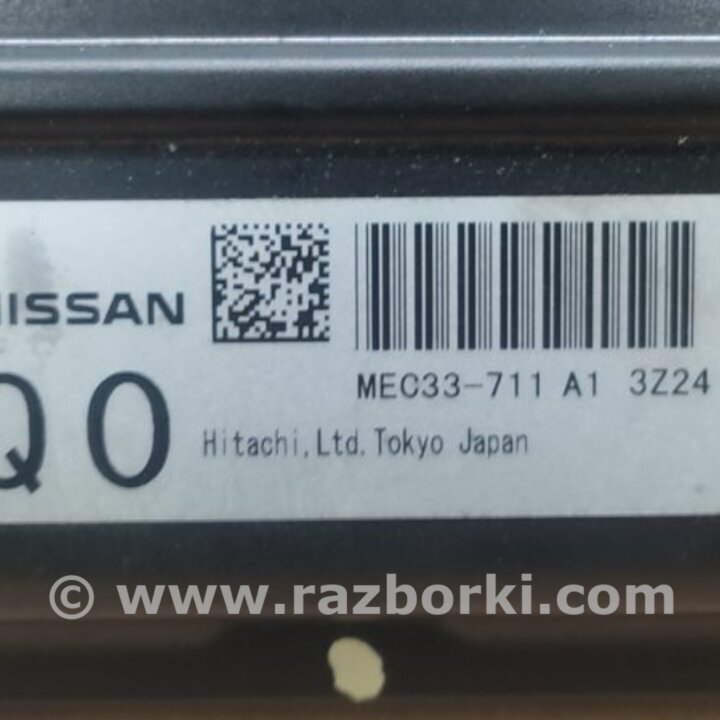 NISSAN
MEC33-711 A1 3Z24
Q0
Hitachi,Ltd.Tokyo Japan
© www.razborki.com